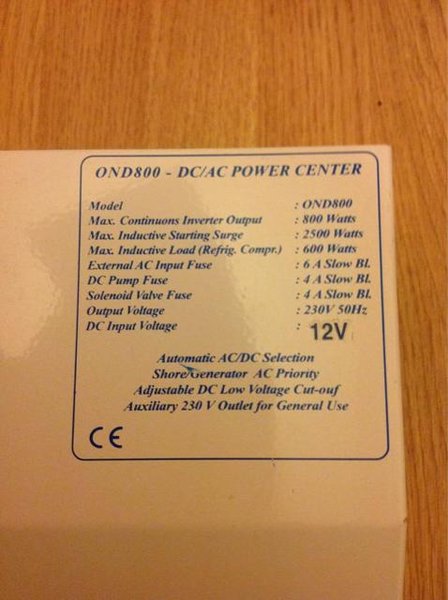 OND800 - DC/AC POWER CENTER
Model : OND800
Max. Continuons Inverter Output : 800 Watts
Max. Inductive Starting Surge : 2500 Watts
Max. Inductive Load (Refrig. Compr.) : 600 Watts
External AC Input Fuse : 6 A Slow Bl.
DC Pump Fuse : 4 A Slow Bl.
Solenoid Valve Fuse : 4 A Slow Bl.
Output Voltage : 230V 50Hz
DC Input Voltage : 12V
Automatic AC/DC Selection
Shore/Generator AC Priority
Adjustable DC Low Voltage Cut-ouf
Auxiliary 230 V Outlet for General Use
CE